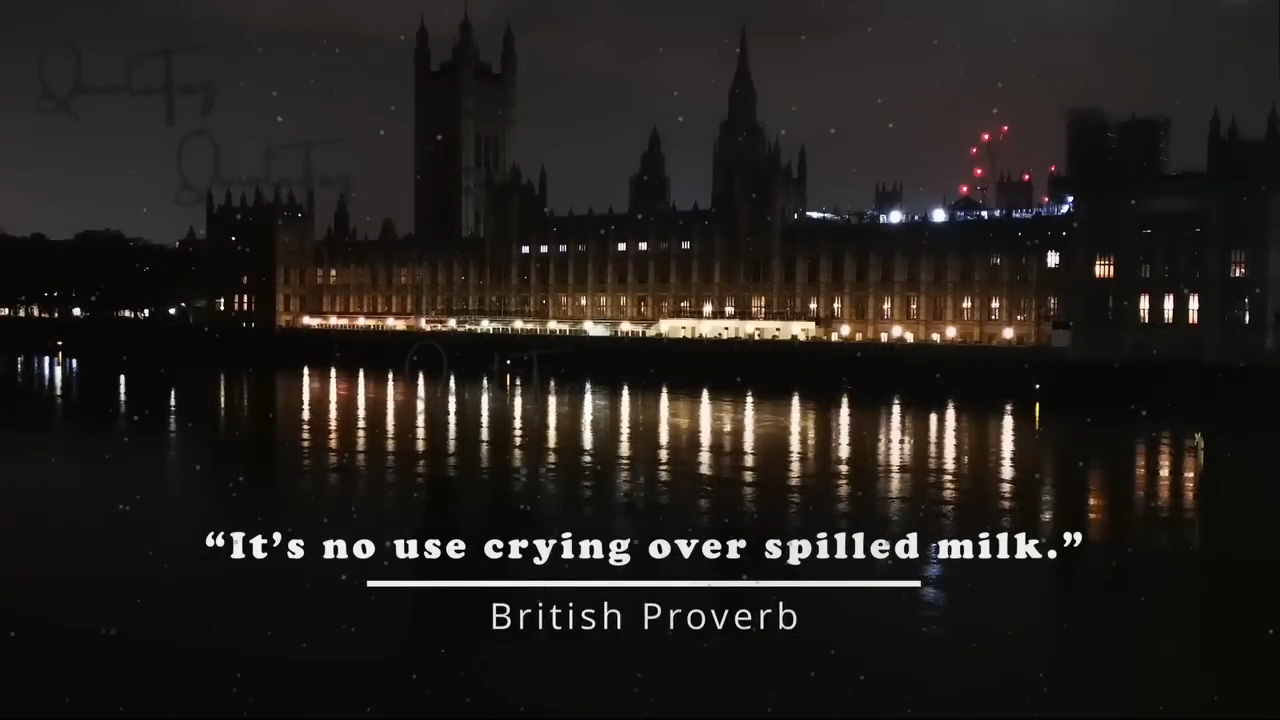 “It’s no use crying over spilled milk.”
British Proverb